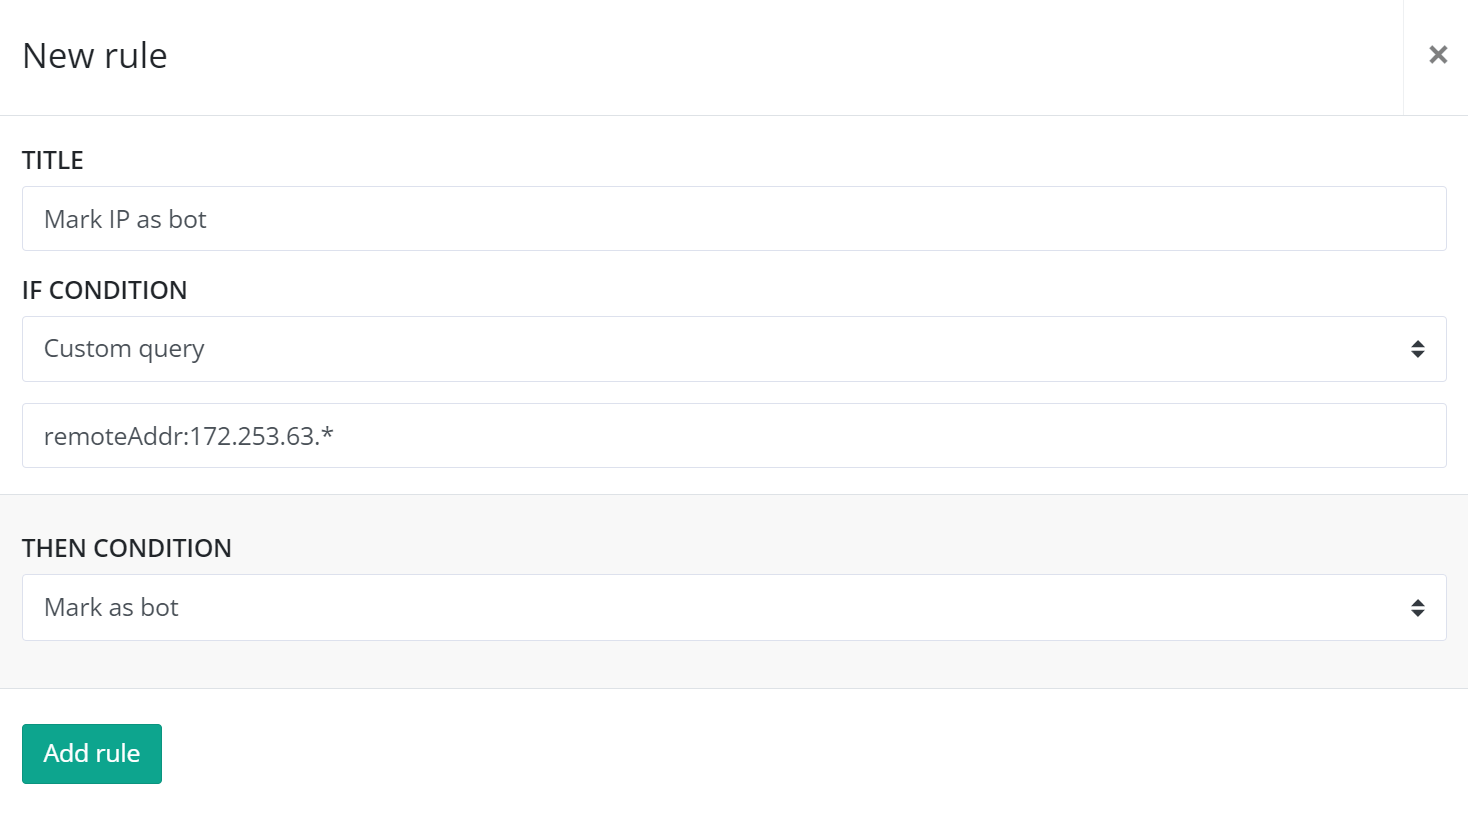 New rule
TITLE
Mark IP as bot
IF CONDITION
Custom query
remoteAddr:172.253.63.*
THEN CONDITION
Mark as bot
Add rule